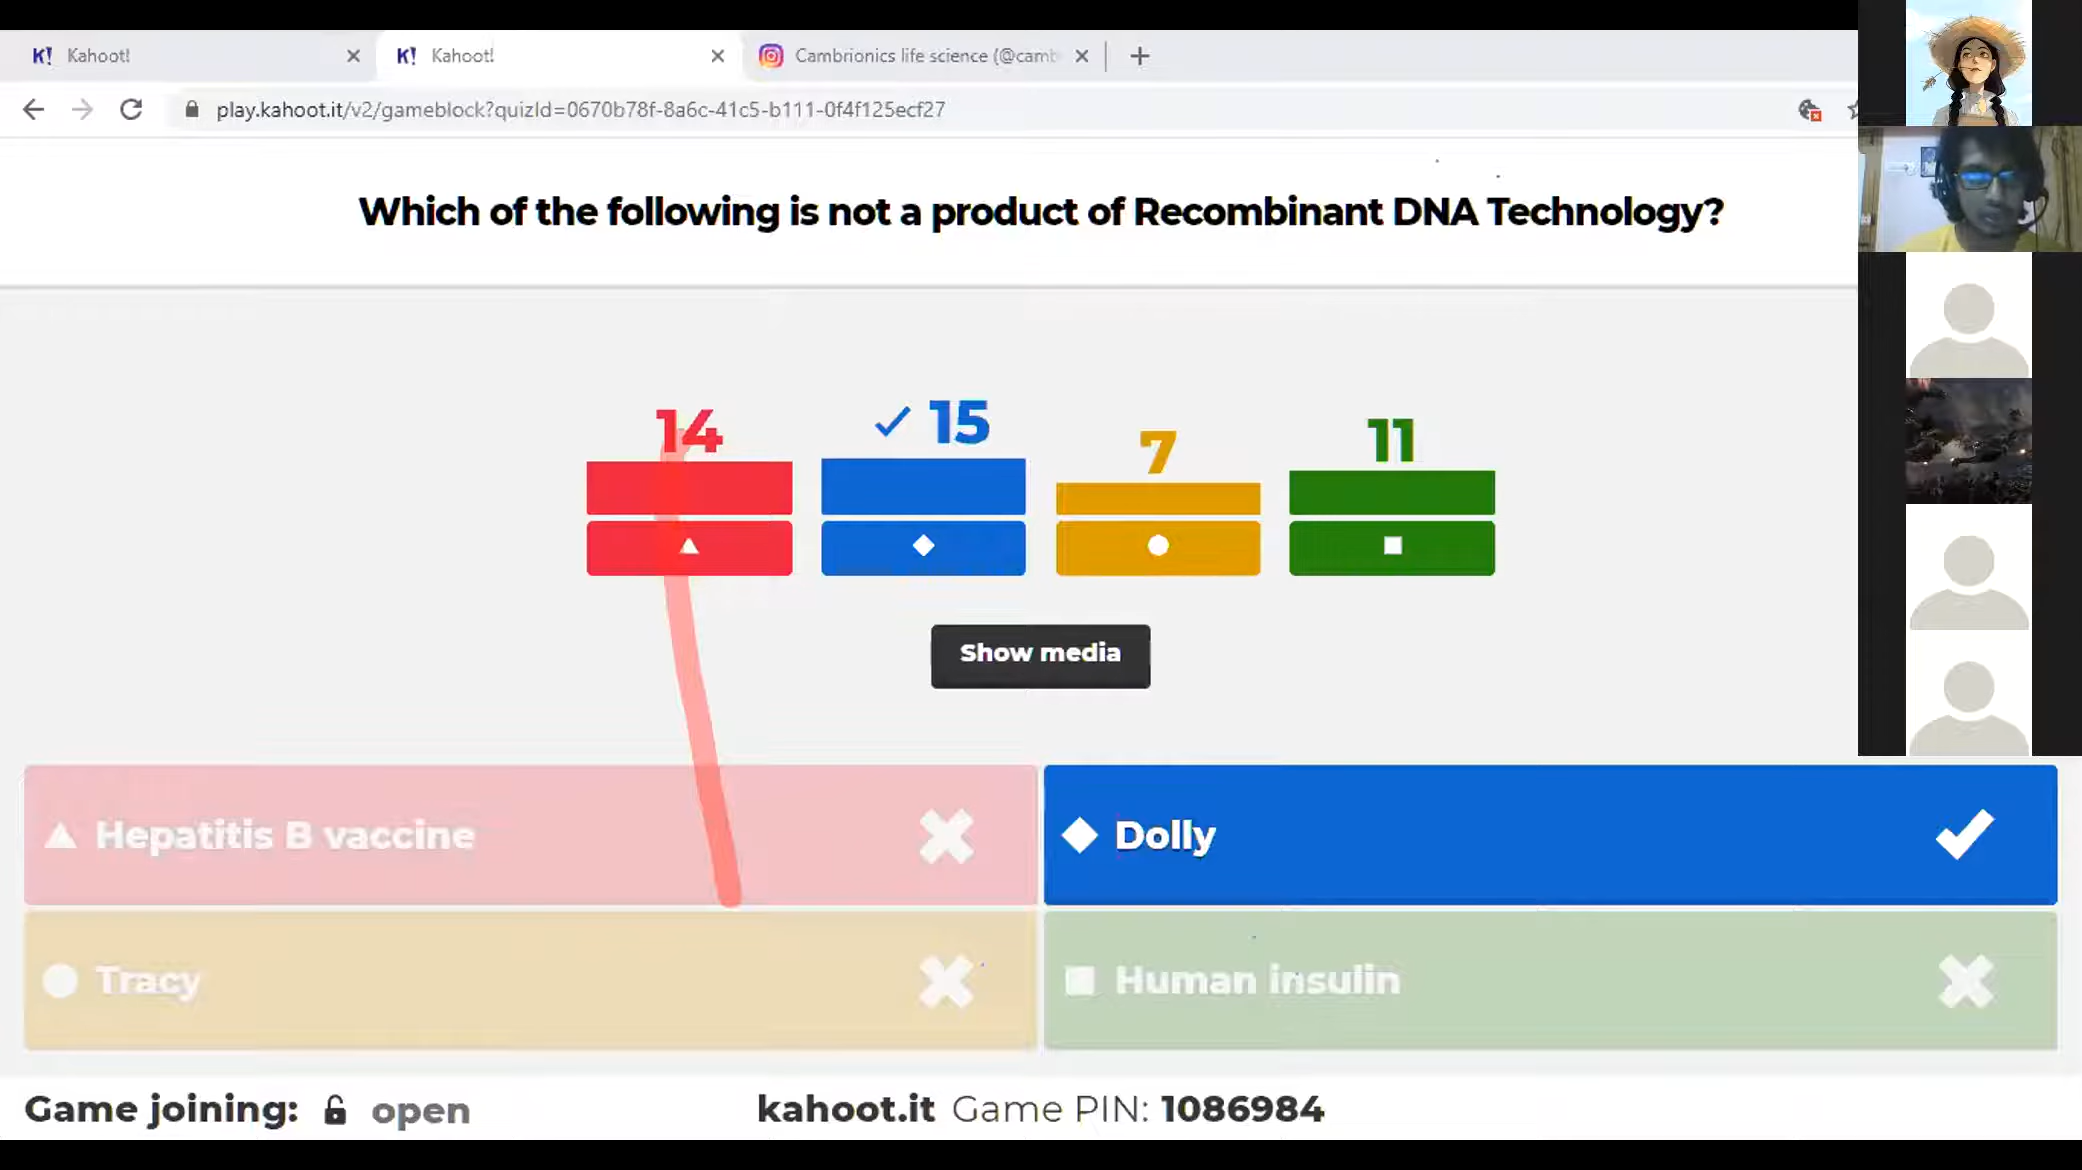 K! Kahoot!
K! Kahoot!
Cambrionics life science (@camb
play.kahoot.it/v2/gameblock?quizId=0670b78f-8a6c-41c5-b111-0f4f125ecf27
Which of the following is not a product of Recombinant DNA Technology?
14
15
7
11
Show media
Hepatitis B vaccine
Dolly
Tracy
Human insulin
Game joining: open
kahoot.it Game PIN: 1086984